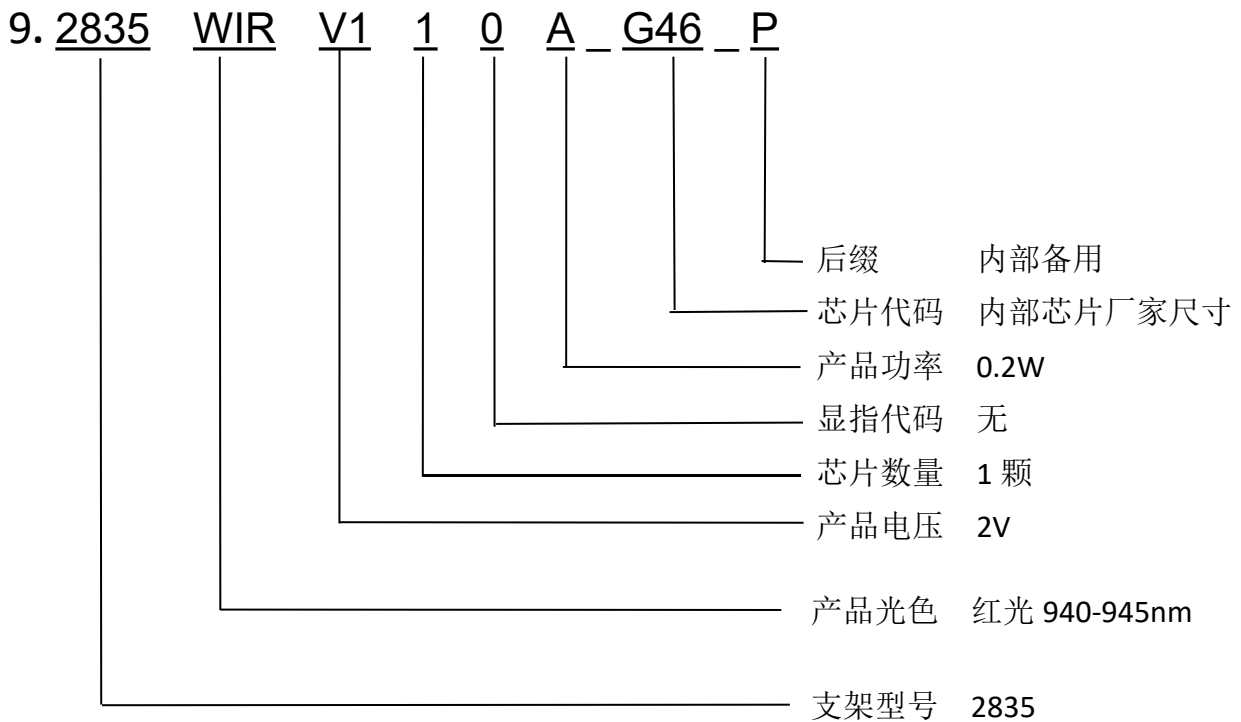 9. 2835 WIR V1 1 0 A _ G46 _ P
后缀 内部备用
芯片代码 内部芯片厂家尺寸
产品功率 0.2W
显指代码 无
芯片数量 1 颗
产品电压 2V
产品光色 红光 940-945nm
支架型号 2835